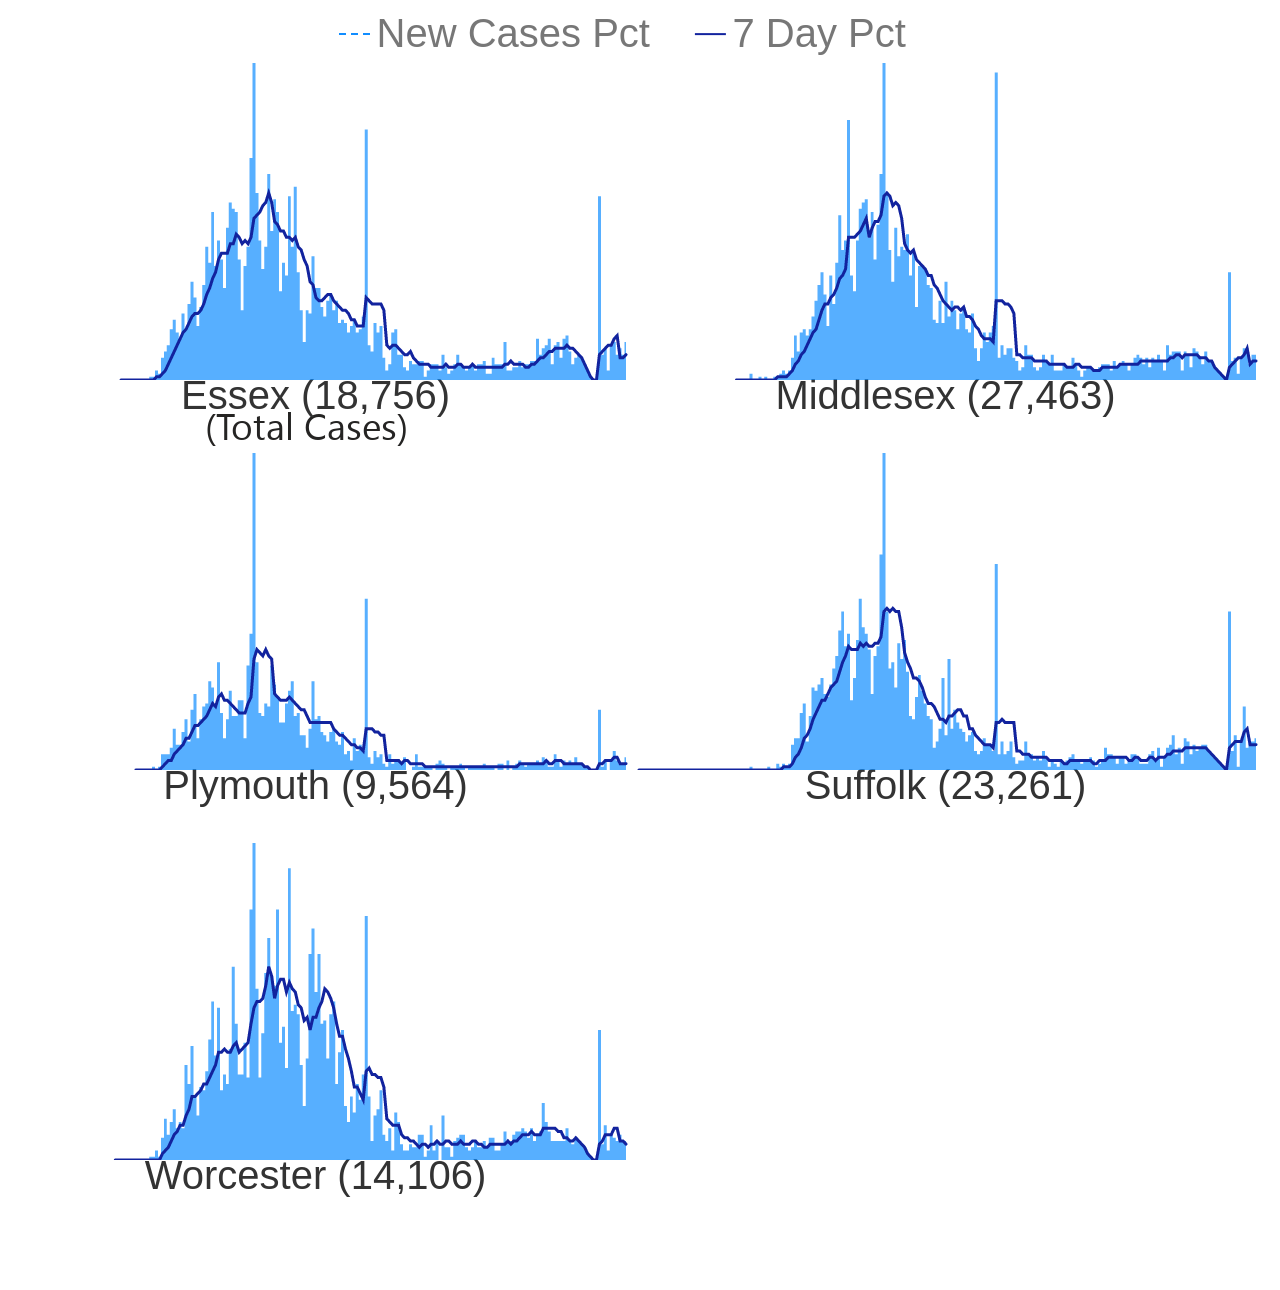 New Cases Pct 7 Day Pct
Essex (18,756) Middlesex (27,463)
(Total Cases)
Plymouth (9,564) Suffolk (23,261)
Worcester (14,106)